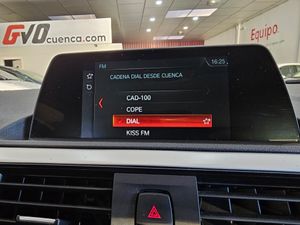 GVO
cuenca.com
Equipo
FM
16:25
CADENA DIAL DESDE CUENCA
CAD-100
COPE
DIAL
KISS FM